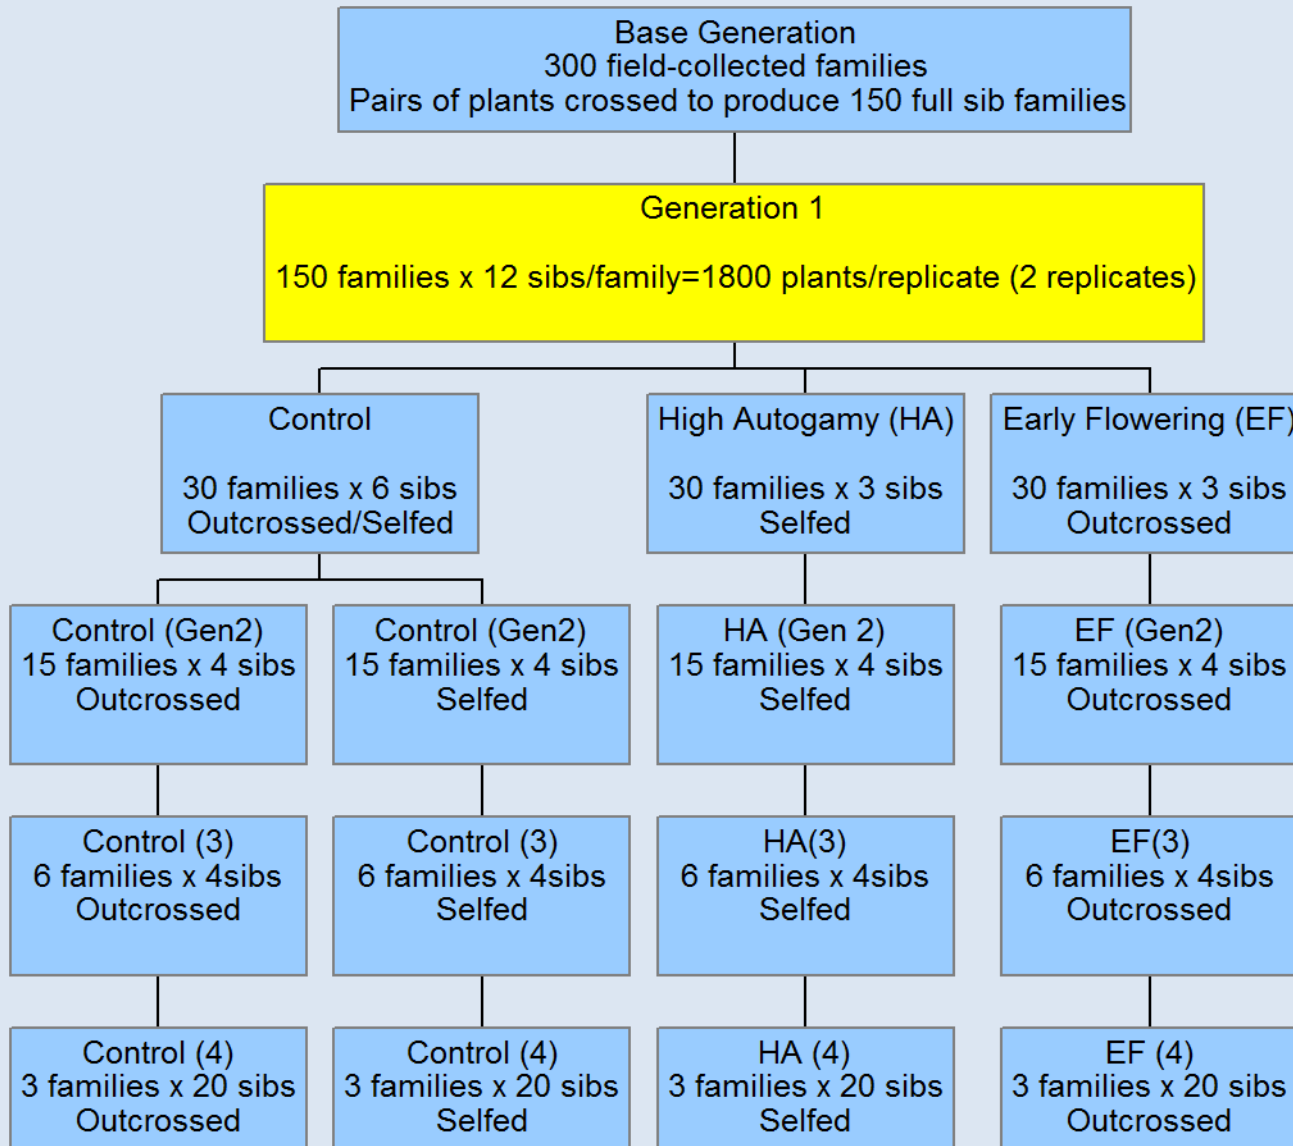 Base Generation
300 field-collected families
Pairs of plants crossed to produce 150 full sib families
Generation 1
150 families x 12 sibs/family=1800 plants/replicate (2 replicates)
Control
30 families x 6 sibs
Outcrossed/Selfed
High Autogamy (HA)
30 families x 3 sibs
Selfed
Early Flowering (EF)
30 families x 3 sibs
Outcrossed
Control (Gen2)
15 families x 4 sibs
Outcrossed
Control (Gen2)
15 families x 4 sibs
Selfed
HA (Gen 2)
15 families x 4 sibs
Selfed
EF (Gen2)
15 families x 4 sibs
Outcrossed
Control (3)
6 families x 4sibs
Outcrossed
Control (3)
6 families x 4sibs
Selfed
HA(3)
6 families x 4sibs
Selfed
EF(3)
6 families x 4sibs
Outcrossed
Control (4)
3 families x 20 sibs
Outcrossed
Control (4)
3 families x 20 sibs
Selfed
HA (4)
3 families x 20 sibs
Selfed
EF (4)
3 families x 20 sibs
Outcrossed